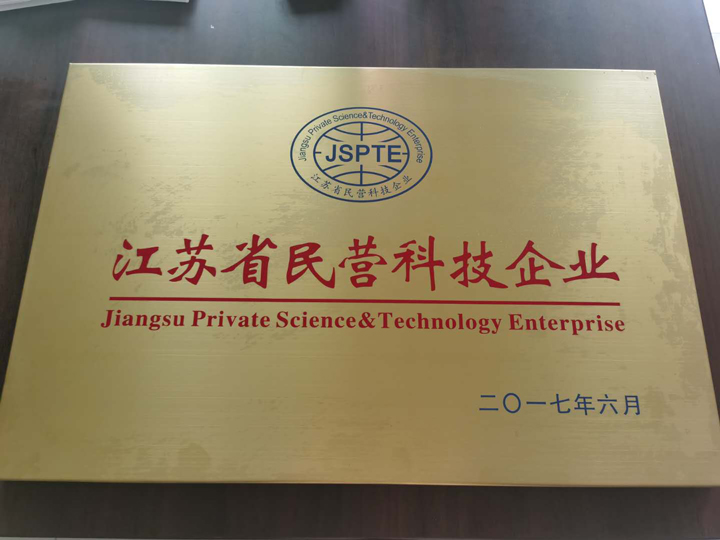 Jiangsu Private Science&Technology Enterprise
JSPTE
江苏省民营科技企业
江苏省民营科技企业
Jiangsu Private Science&Technology Enterprise
二〇一七年六月